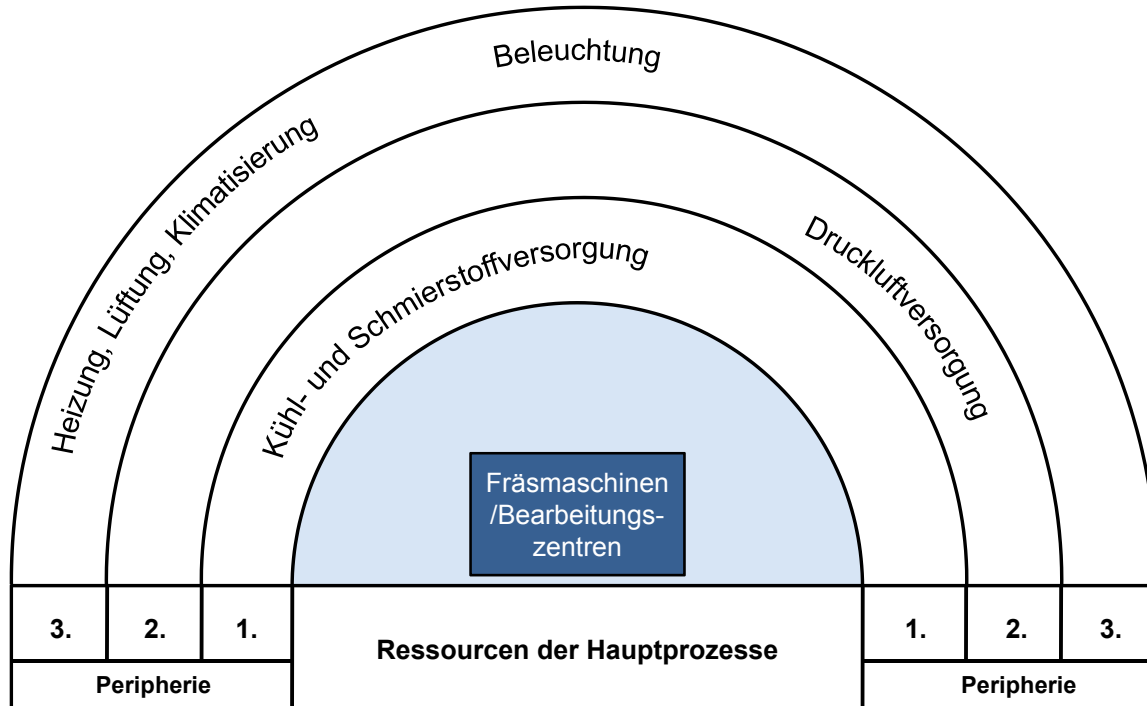 Beleuchtung
Heizung, Lüftung, Klimatisierung
Druckluftversorgung
Kühl- und Schmierstoffversorgung
Fräsmaschinen
/Bearbeitungs-
zentren
3. 2. 1. Ressourcen der Hauptprozesse 1. 2. 3.
Peripherie Peripherie